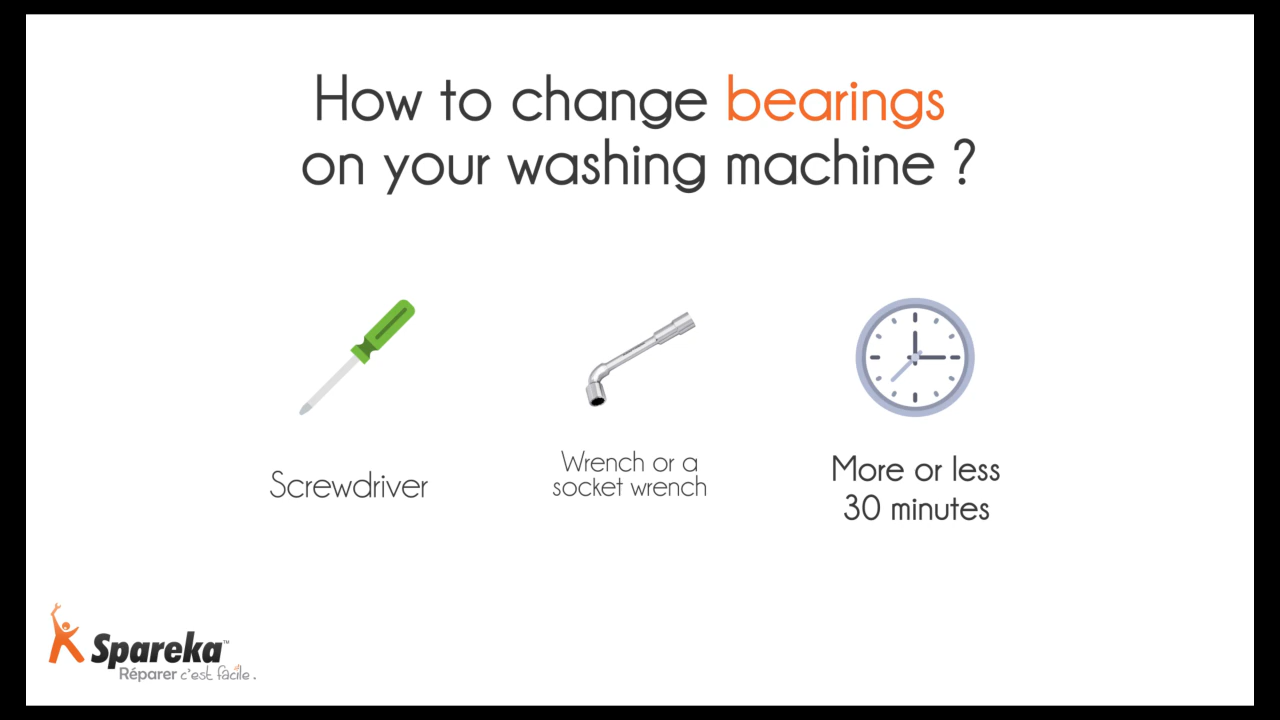 How to change bearings
on your washing machine ?
Screwdriver
Wrench or a
socket wrench
More or less
30 minutes
Spareka™
Réparer c'est facile.